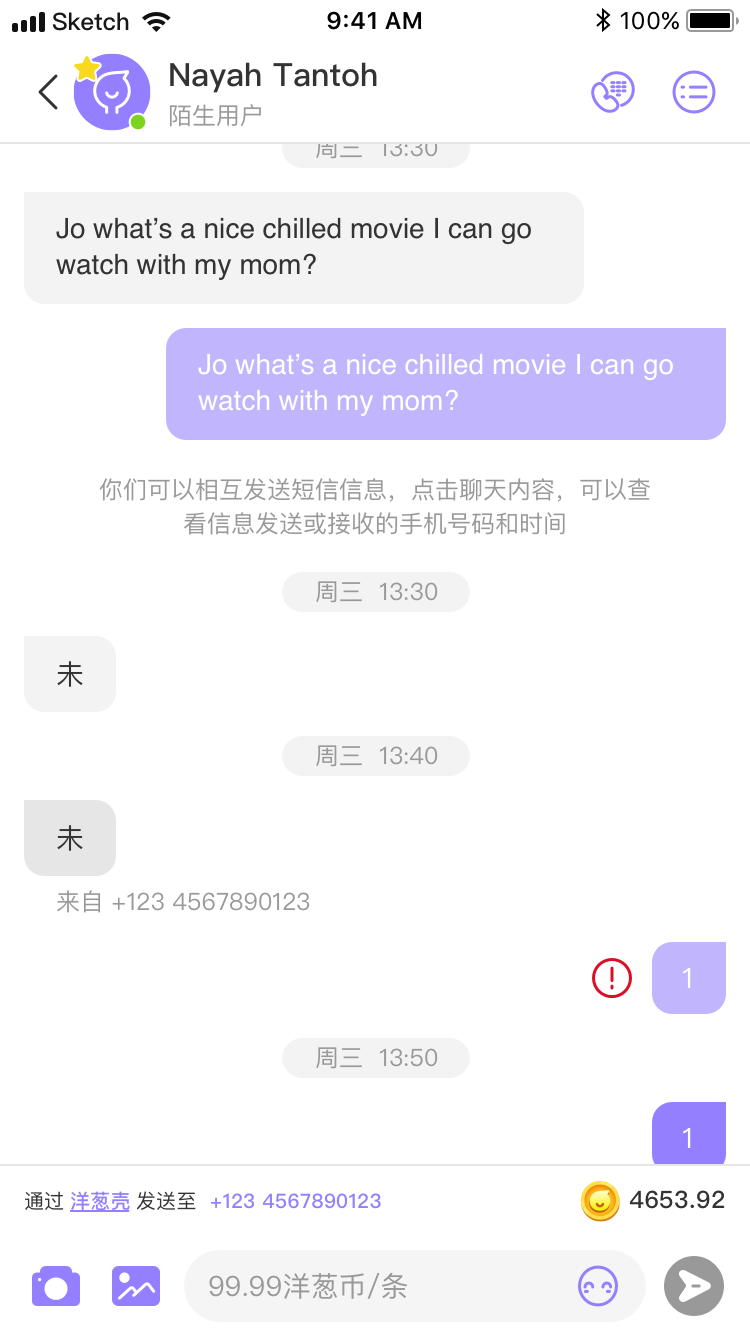 Sketch 9:41 AM 100%
Nayah Tantoh
陌生用户
周三 13:30
Jo what’s a nice chilled movie I can go
watch with my mom?
Jo what’s a nice chilled movie I can go
watch with my mom?
你们可以相互发送短信信息，点击聊天内容，可以查
看信息发送或接收的手机号码和时间
周三 13:30
未
周三 13:40
未
来自 +123 4567890123
1
周三 13:50
1
通过 洋葱壳 发送至 +123 4567890123 4653.92
99.99洋葱币/条